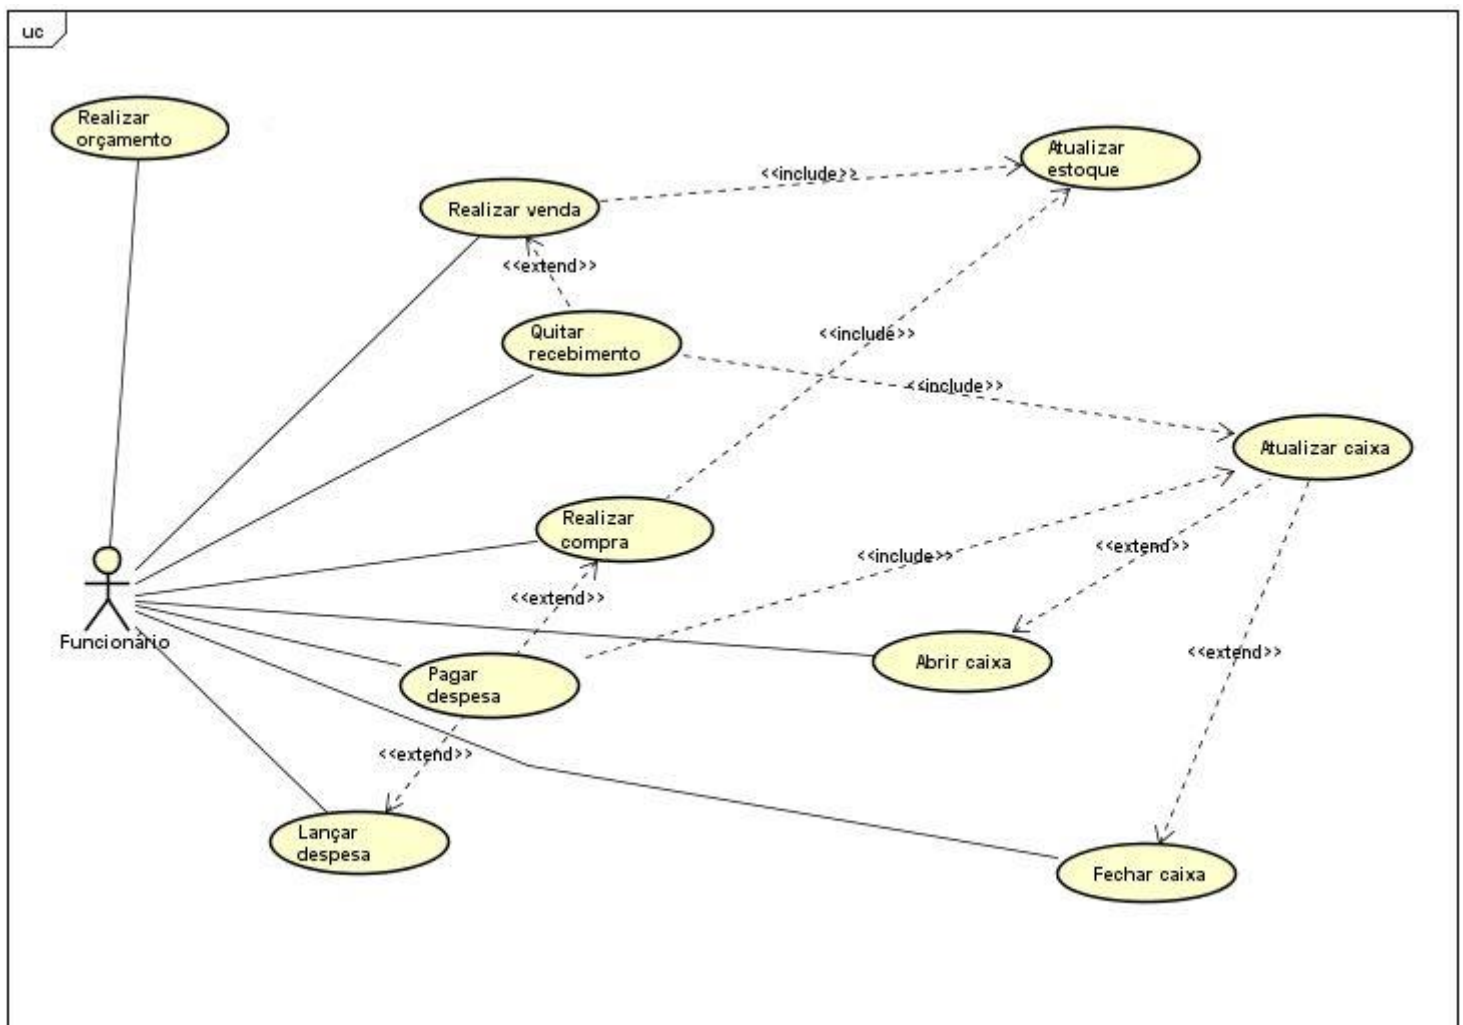 uc
Realizar
orçamento
Atualizar
estoque
<<include>>
Realizar venda
<<extend>>
Quitar
recebimento
<<include>>
<<include>>
Atualizar caixa
Realizar
compra
<<include>>
<<extend>>
<<extend>>
Funcionário
Abrir caixa
<<extend>>
Pagar
despesa
<<extend>>
Lançar
despesa
Fechar caixa